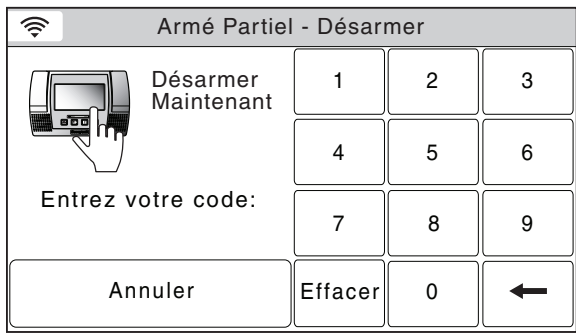 Armé Partiel - Désarmer
Désarmer
Maintenant
Entrez votre code:
1 2 3
4 5 6
7 8 9
Annuler Effacer 0